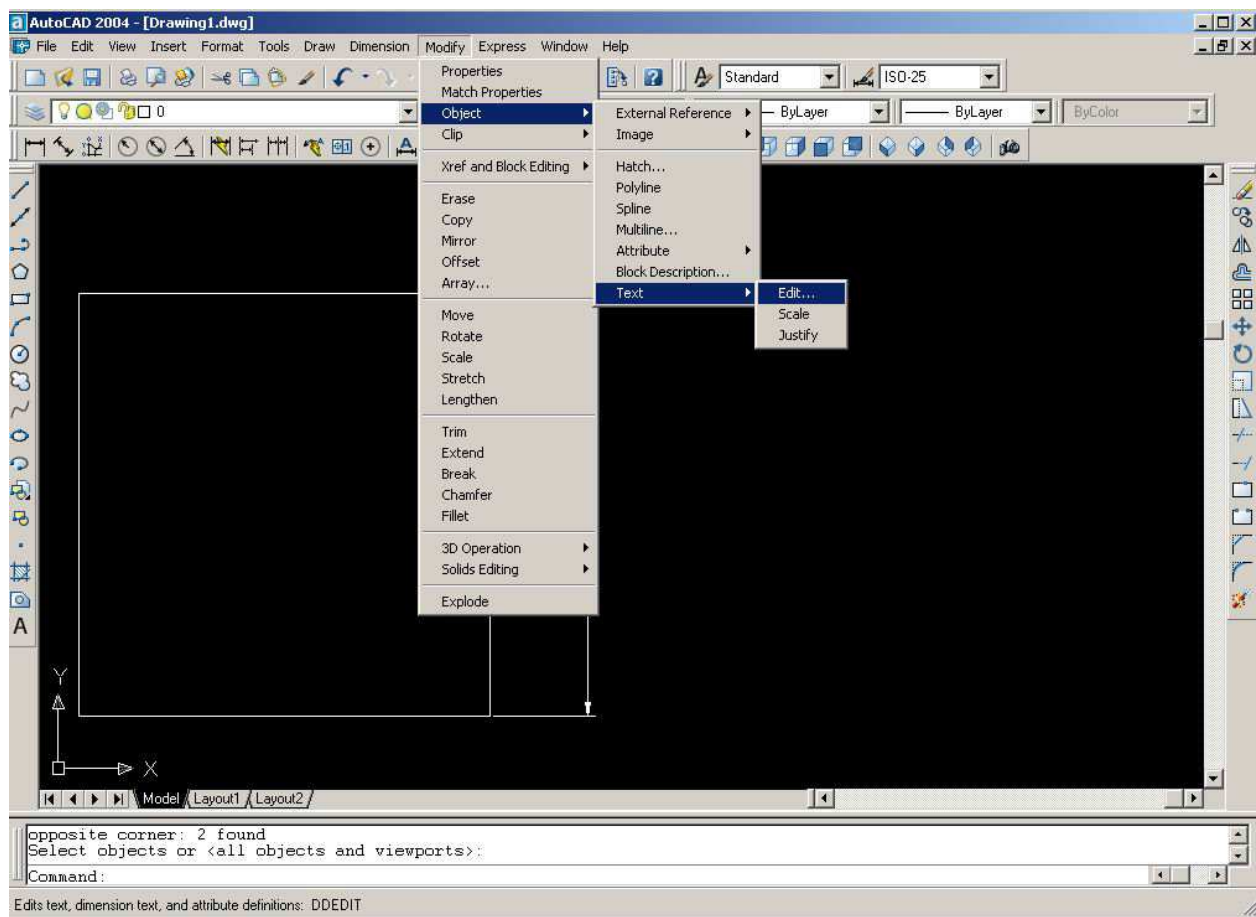 AutoCAD 2004 - [Drawing1.dwg]
File Edit View Insert Format Tools Draw Dimension Modify Express Window Help
Standard ISO-25
0 ByLayer ByLayer ByColor
Properties
Match Properties
Object
Clip
Xref and Block Editing
Erase
Copy
Mirror
Offset
Array...
Move
Rotate
Scale
Stretch
Lengthen
Trim
Extend
Break
Chamfer
Fillet
3D Operation
Solids Editing
Explode
External Reference
Image
Hatch...
Polyline
Spline
Multiline...
Attribute
Block Description...
Text
Edit...
Scale
Justify
A
Y
X
Model Layout1 Layout2
opposite corner: 2 found
Select objects or <all objects and viewports>:
Command:
Edits text, dimension text, and attribute definitions: DDEDIT